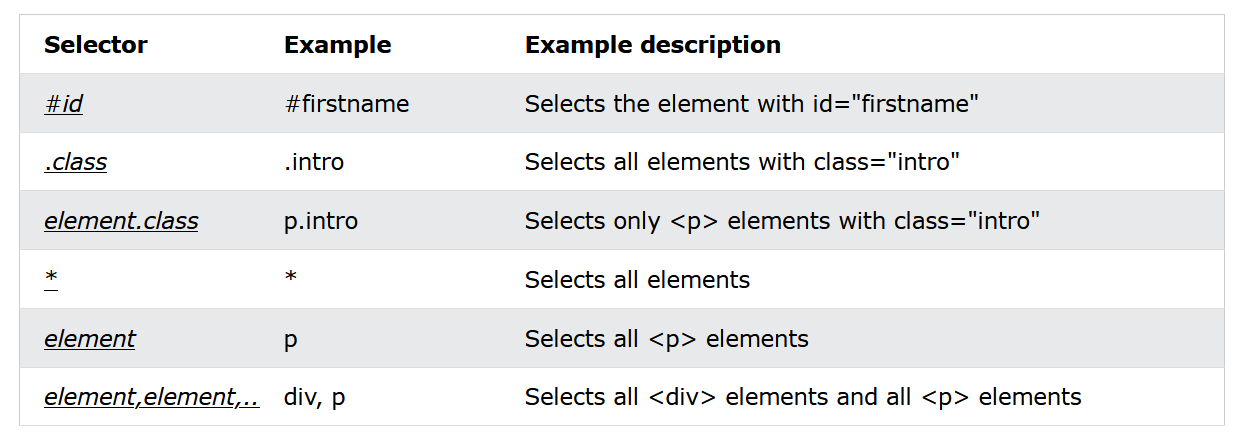 Selector Example Example description
#id #firstname Selects the element with id="firstname"
.class .intro Selects all elements with class="intro"
element.class p.intro Selects only <p> elements with class="intro"
* * Selects all elements
element p Selects all <p> elements
element,element,.. div, p Selects all <div> elements and all <p> elements